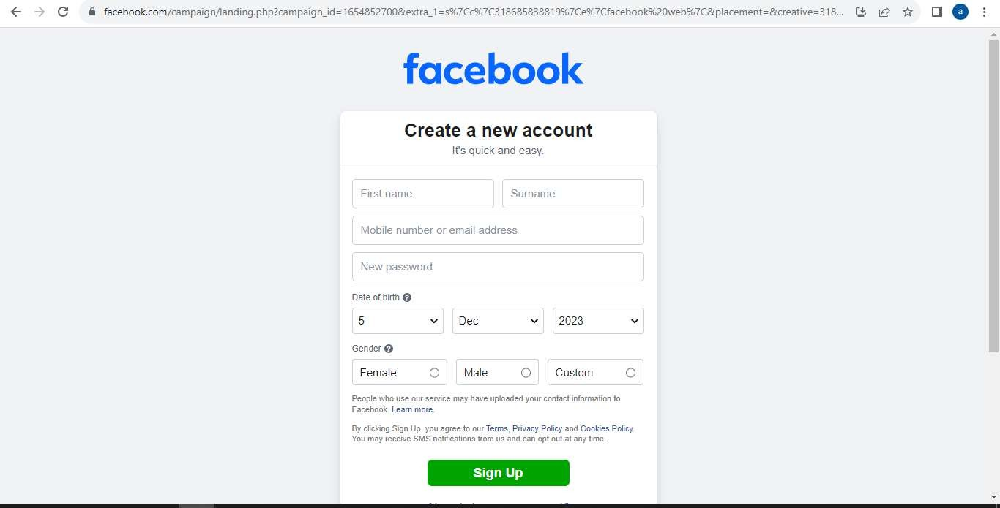 facebook.com/campaign/landing.php?campaign_id=1654852700&extra_1=s%7Cc%7C318685838819%7Ce%7Cfacebook%20web%7C&placement=&creative=318...
a
facebook
Create a new account
It's quick and easy.
First name Surname
Mobile number or email address
New password
Date of birth ?
5 Dec 2023
Gender ?
Female Male Custom
People who use our service may have uploaded your contact information to
Facebook. Learn more.
By clicking Sign Up, you agree to our Terms, Privacy Policy and Cookies Policy.
You may receive SMS notifications from us and can opt out at any time.
Sign Up